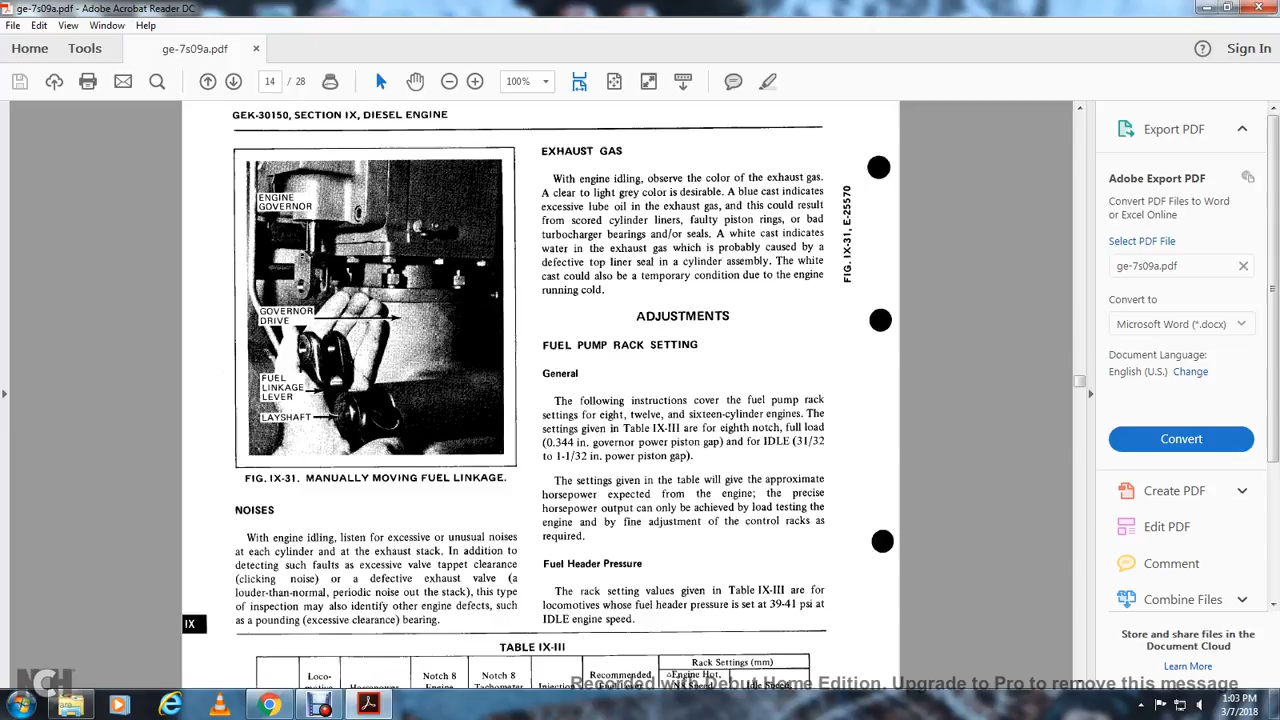 ge-7s09a.pdf - Adobe Acrobat Reader DC
File Edit View Window Help
Home Tools ge-7s09a.pdf Sign In
14 / 28 100%
GEK-30150, SECTION IX, DIESEL ENGINE
ENGINE
GOVERNOR
GOVERNOR
DRIVE
FUEL
LINKAGE
LEVER
LAYSHAFT
FIG. IX-31. MANUALLY MOVING FUEL LINKAGE.
NOISES
With engine idling, listen for excessive or unusual noises
at each cylinder and at the exhaust stack. In addition to
detecting such faults as excessive valve tappet clearance
(clicking noise) or a defective exhaust valve (a
louder-than-normal, periodic noise out the stack), this type
of inspection may also identify other engine defects, such
as a pounding (excessive clearance) bearing.
EXHAUST GAS
With engine idling, observe the color of the exhaust gas.
A clear to light grey color is desirable. A blue cast indicates
excessive lube oil in the exhaust gas, and this could result
from scored cylinder liners, faulty piston rings, or bad
turbocharger bearings and/or seals. A white cast indicates
water in the exhaust gas which is probably caused by a
defective top liner seal in a cylinder assembly. The white
cast could also be a temporary condition due to the engine
running cold.
ADJUSTMENTS
FUEL PUMP RACK SETTING
General
The following instructions cover the fuel pump rack
settings for eight, twelve, and sixteen-cylinder engines. The
settings given in Table IX-III are for eighth notch, full load
(0.344 in. governor power piston gap) and for IDLE (31/32
to 1-1/32 in. power piston gap).
The settings given in the table will give the approximate
horsepower expected from the engine; the precise
horsepower output can only be achieved by load testing the
engine and by fine adjustment of the control racks as
required.
Fuel Header Pressure
The rack setting values given in Table IX-III are for
locomotives whose fuel header pressure is set at 39-41 psi at
IDLE engine speed.
FIG. IX-31, E-25570
IX
TABLE IX-III
Rack Settings (mm)
Loco- Notch 8 Notch 8 Recommended Engine Hot,
Export PDF
Adobe Export PDF
Convert PDF Files to Word
or Excel Online
Select PDF File
ge-7s09a.pdf
Convert to
Microsoft Word (*.docx)
Document Language:
English (U.S.) Change
Convert
Create PDF
Edit PDF
Comment
Combine Files
Store and share files in the
Document Cloud
Learn More
NCH
Recorded with Debut Home Edition. Upgrade to Pro to remove this message
1:03 PM
3/7/2018